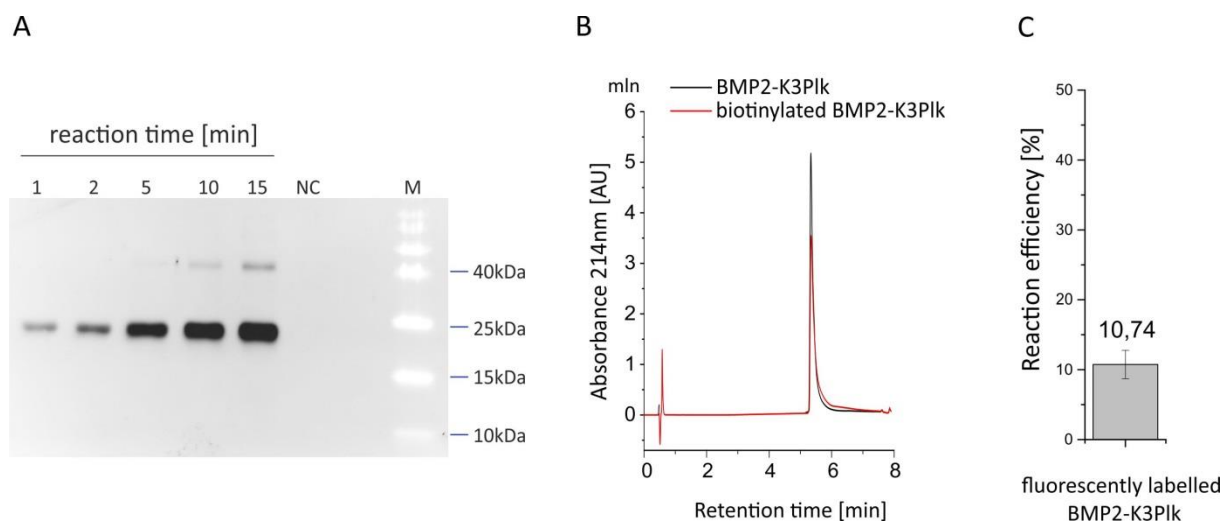 A
reaction time [min]
1 2 5 10 15 NC M
40kDa
25kDa
15kDa
10kDa
B
mln
BMP2-K3Plk
biotinylated BMP2-K3Plk
Absorbance 214nm [AU]
6
5
4
3
2
1
0
0 2 4 6 8
Retention time [min]
C
Reaction efficiency [%]
50
40
30
20
10
0
10,74
fluorescently labelled
BMP2-K3Plk